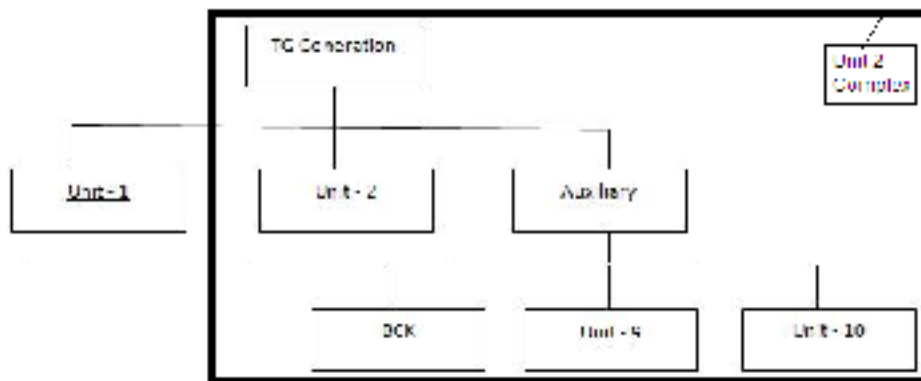 TG Generation
Unit 2
Complex
Unit - 1
Unit - 2
Auxiliary
Unit - 10